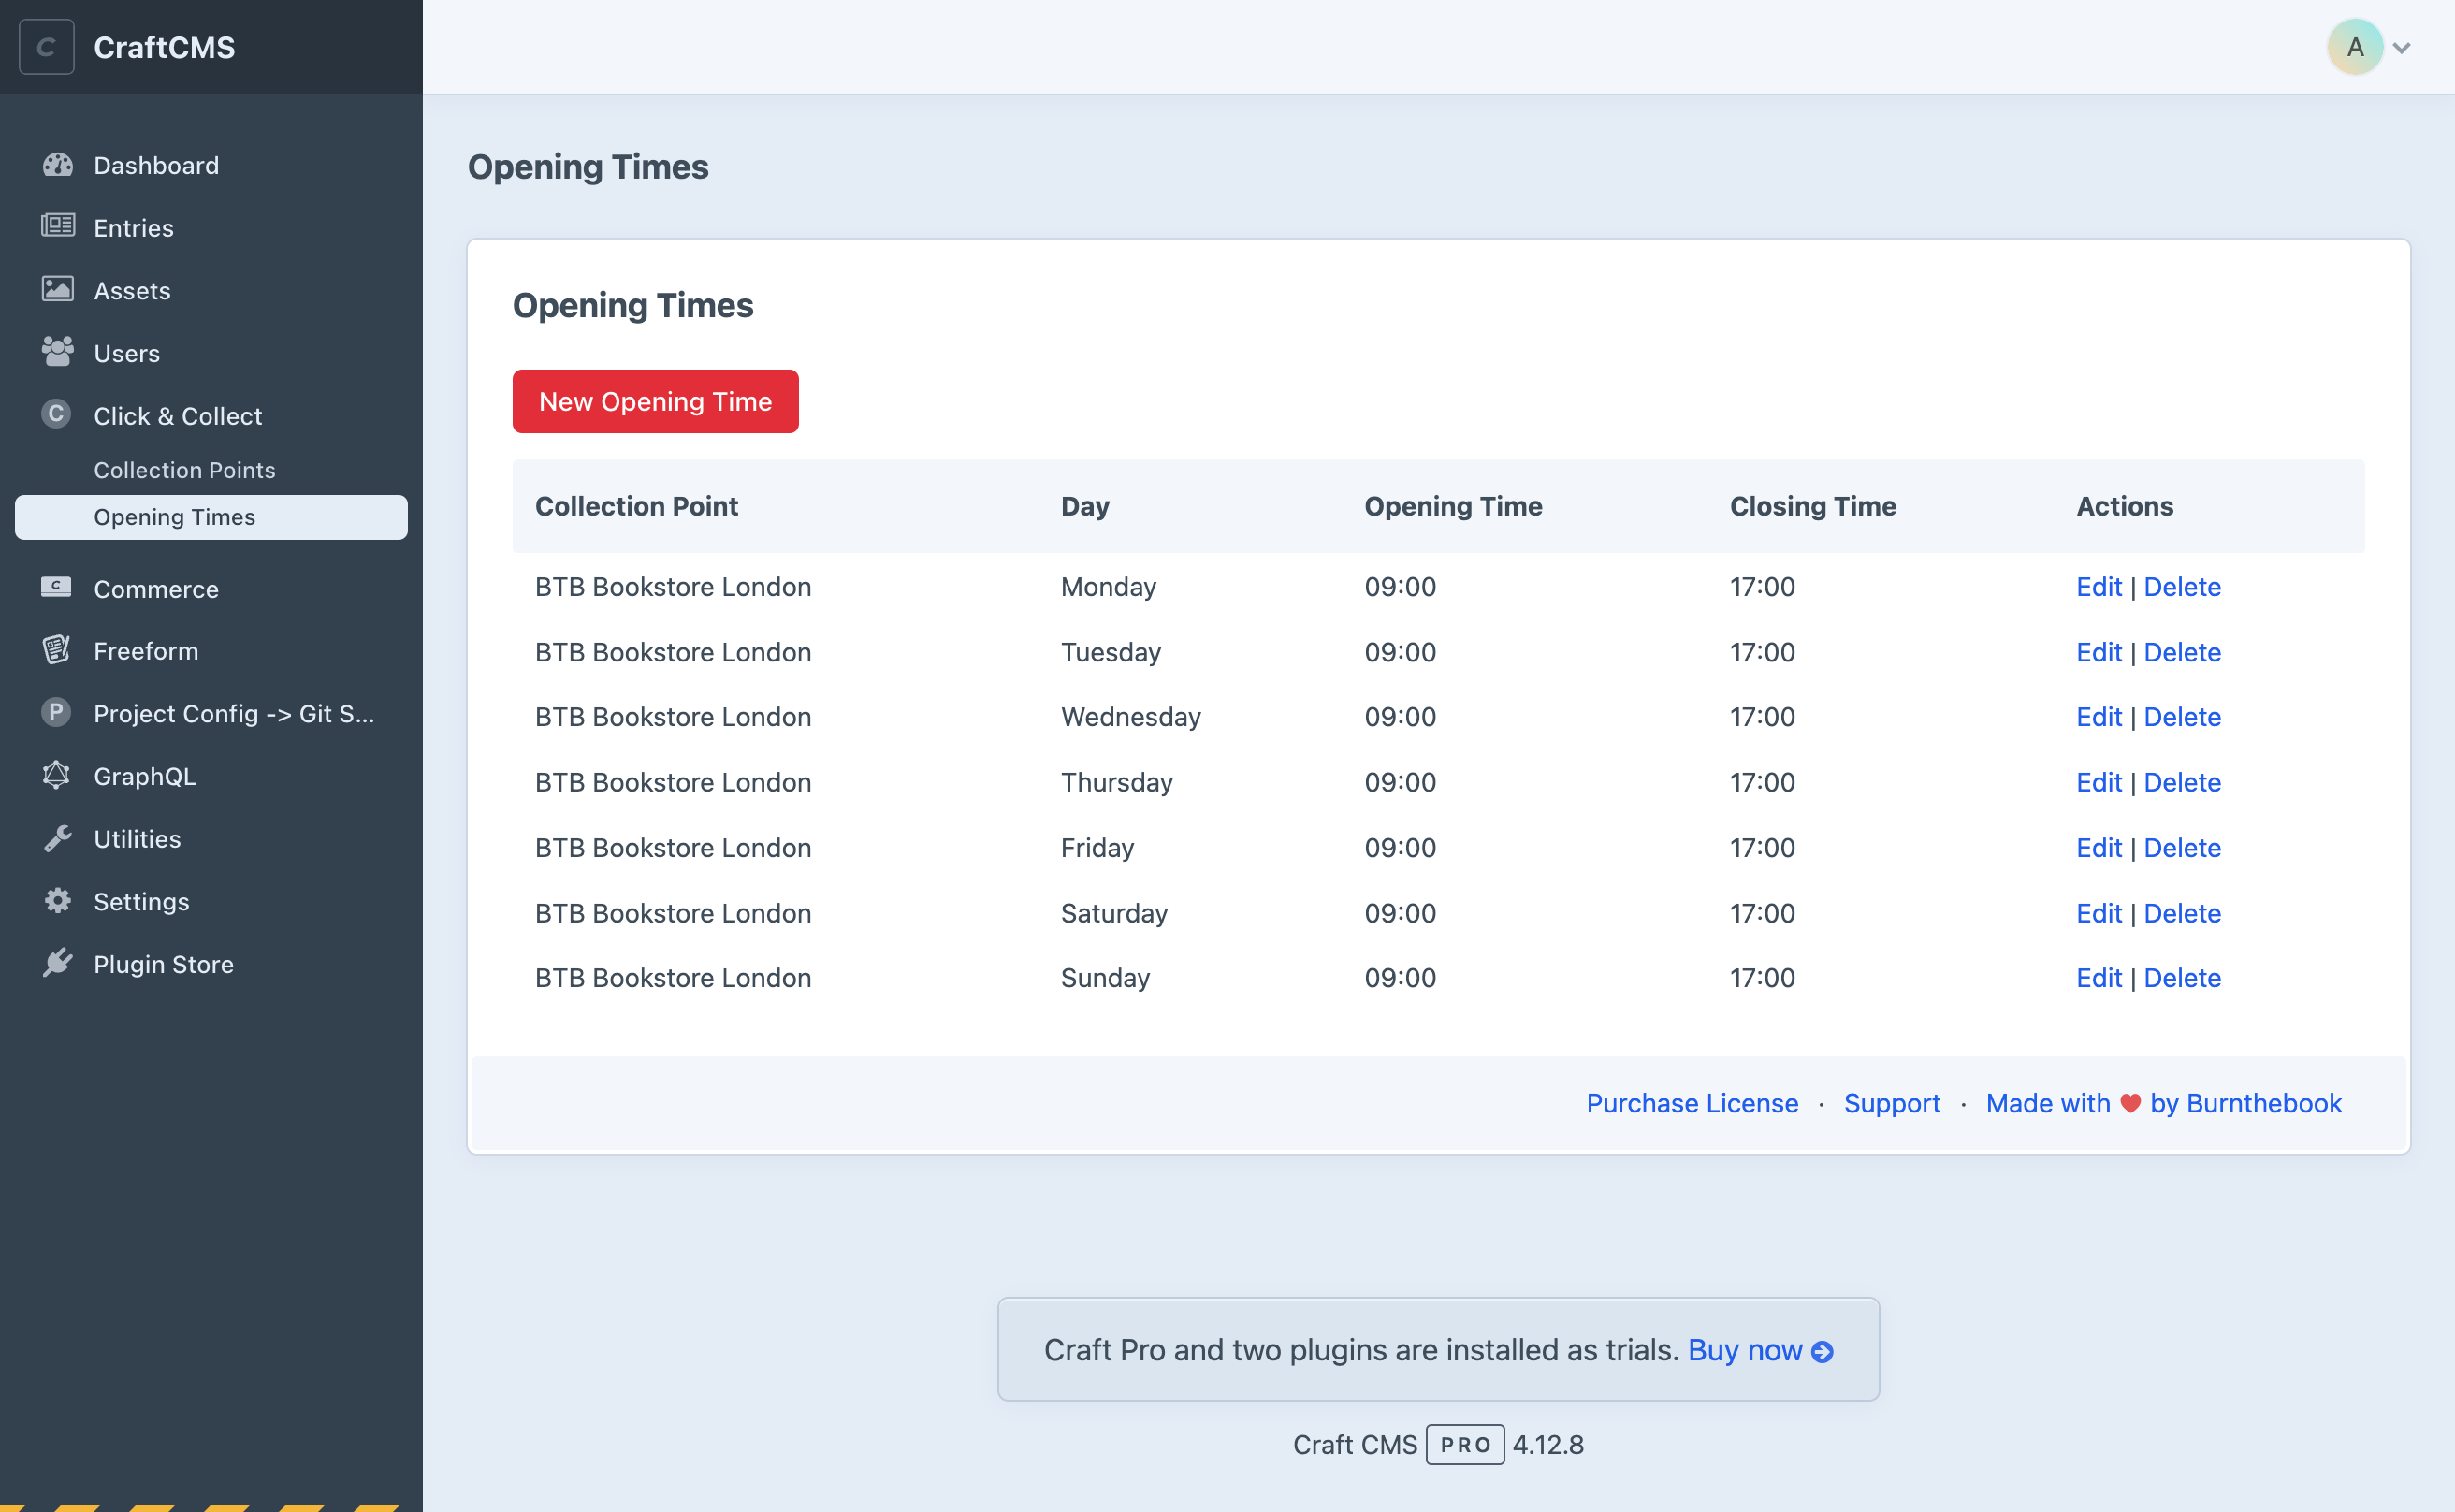 C CraftCMS
A
Dashboard
Entries
Assets
Users
C Click & Collect
Collection Points
Opening Times
C Commerce
Freeform
P Project Config -> Git S...
GraphQL
Utilities
Settings
Plugin Store
Opening Times
Opening Times
New Opening Time
Collection Point Day Opening Time Closing Time Actions
BTB Bookstore London Monday 09:00 17:00 Edit | Delete
BTB Bookstore London Tuesday 09:00 17:00 Edit | Delete
BTB Bookstore London Wednesday 09:00 17:00 Edit | Delete
BTB Bookstore London Thursday 09:00 17:00 Edit | Delete
BTB Bookstore London Friday 09:00 17:00 Edit | Delete
BTB Bookstore London Saturday 09:00 17:00 Edit | Delete
BTB Bookstore London Sunday 09:00 17:00 Edit | Delete
Purchase License · Support · Made with ❤ by Burnthebook
Craft Pro and two plugins are installed as trials. Buy now
Craft CMS PRO 4.12.8